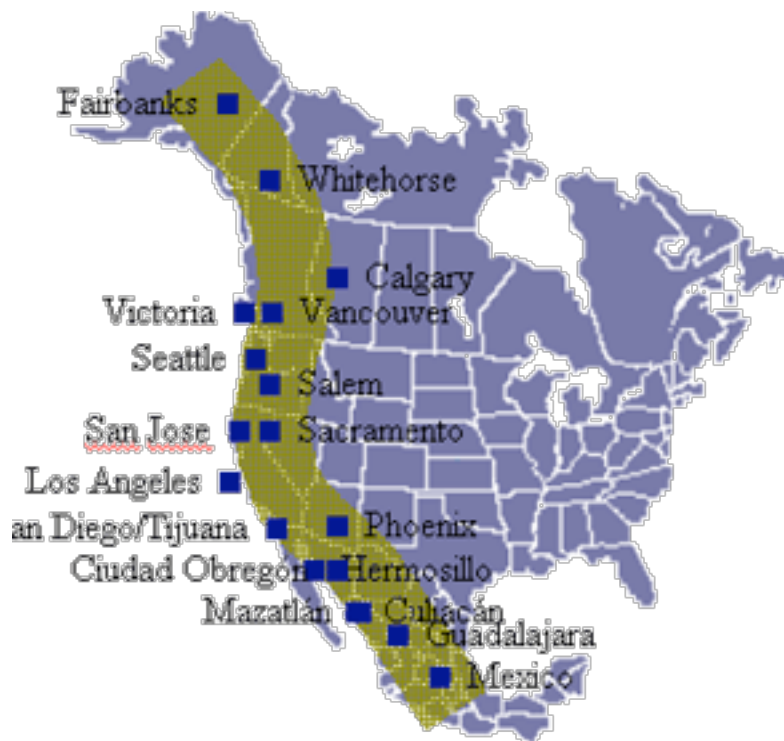 Fairbanks
Whitehorse
Calgary
Victoria Vancouver
Seattle
Salem
San Jose Sacramento
Los Angeles
an Diego/Tijuana Phoenix
Ciudad Obregón Hermosillo
Mazatlán Culiacán
Guadalajara
Mexico